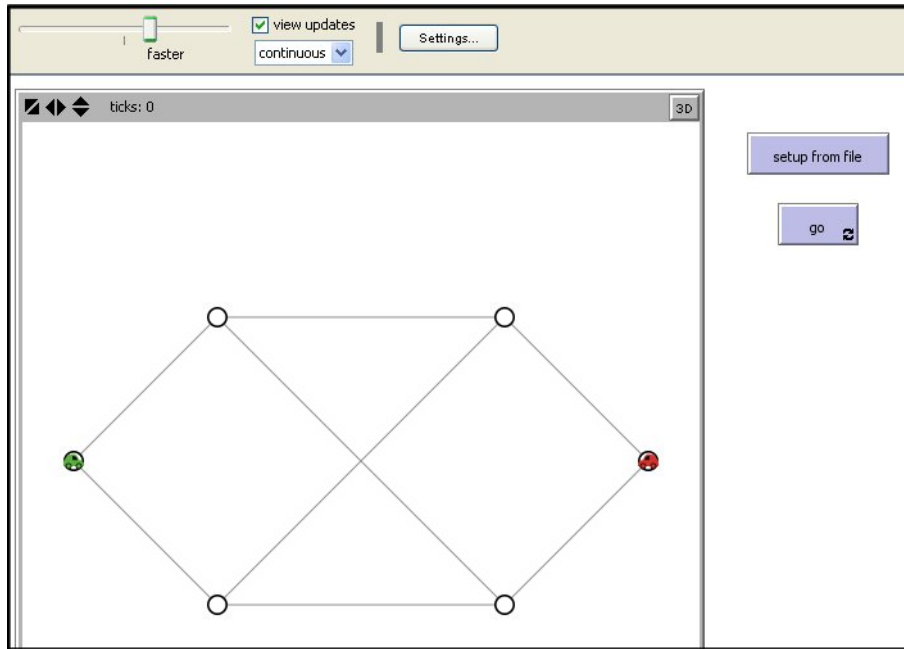 view updates
faster
continuous
Settings...
ticks: 0
3D
setup from file
go